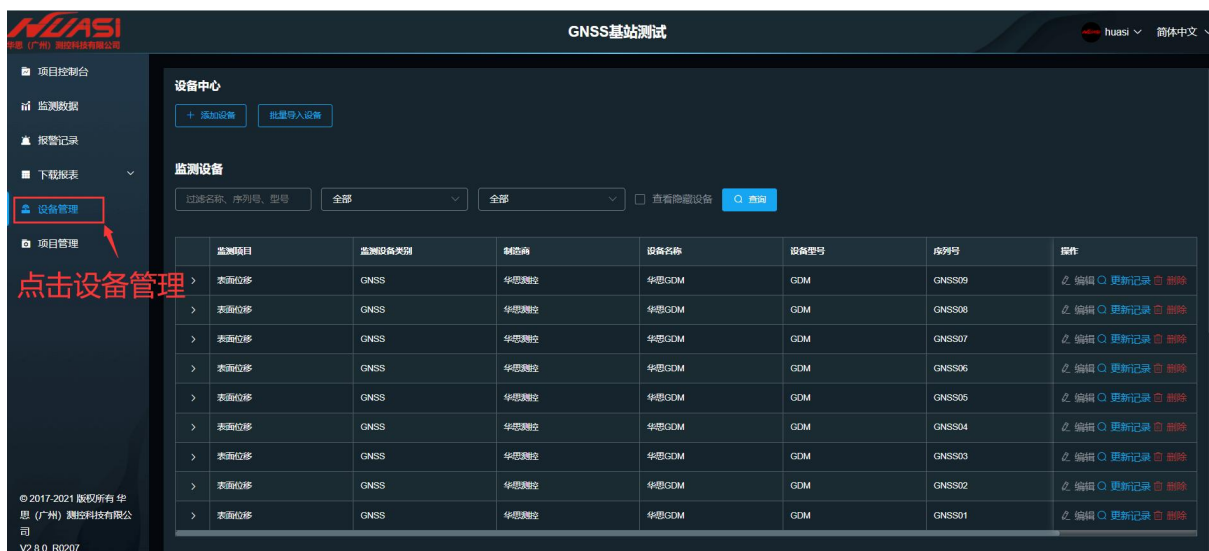 HUASI
华思（广州）测控科技有限公司
GNSS基站测试
huasi
简体中文
项目控制台
监测数据
报警记录
下载报表
设备管理
项目管理
点击设备管理
设备中心
+ 添加设备
批量导入设备
监测设备
过滤名称、序列号、型号
全部
全部
查看隐藏设备
查询
监测项目 监测设备类别 制造商 设备名称 设备型号 序列号 操作
表面位移 GNSS 华思测控 华思GDM GDM GNSS09 编辑 更新记录 删除
表面位移 GNSS 华思测控 华思GDM GDM GNSS08 编辑 更新记录 删除
表面位移 GNSS 华思测控 华思GDM GDM GNSS07 编辑 更新记录 删除
表面位移 GNSS 华思测控 华思GDM GDM GNSS06 编辑 更新记录 删除
表面位移 GNSS 华思测控 华思GDM GDM GNSS05 编辑 更新记录 删除
表面位移 GNSS 华思测控 华思GDM GDM GNSS04 编辑 更新记录 删除
表面位移 GNSS 华思测控 华思GDM GDM GNSS03 编辑 更新记录 删除
表面位移 GNSS 华思测控 华思GDM GDM GNSS02 编辑 更新记录 删除
表面位移 GNSS 华思测控 华思GDM GDM GNSS01 编辑 更新记录 删除
© 2017-2021 版权所有 华
思（广州）测控科技有限公
司
V2.8.0_R0207